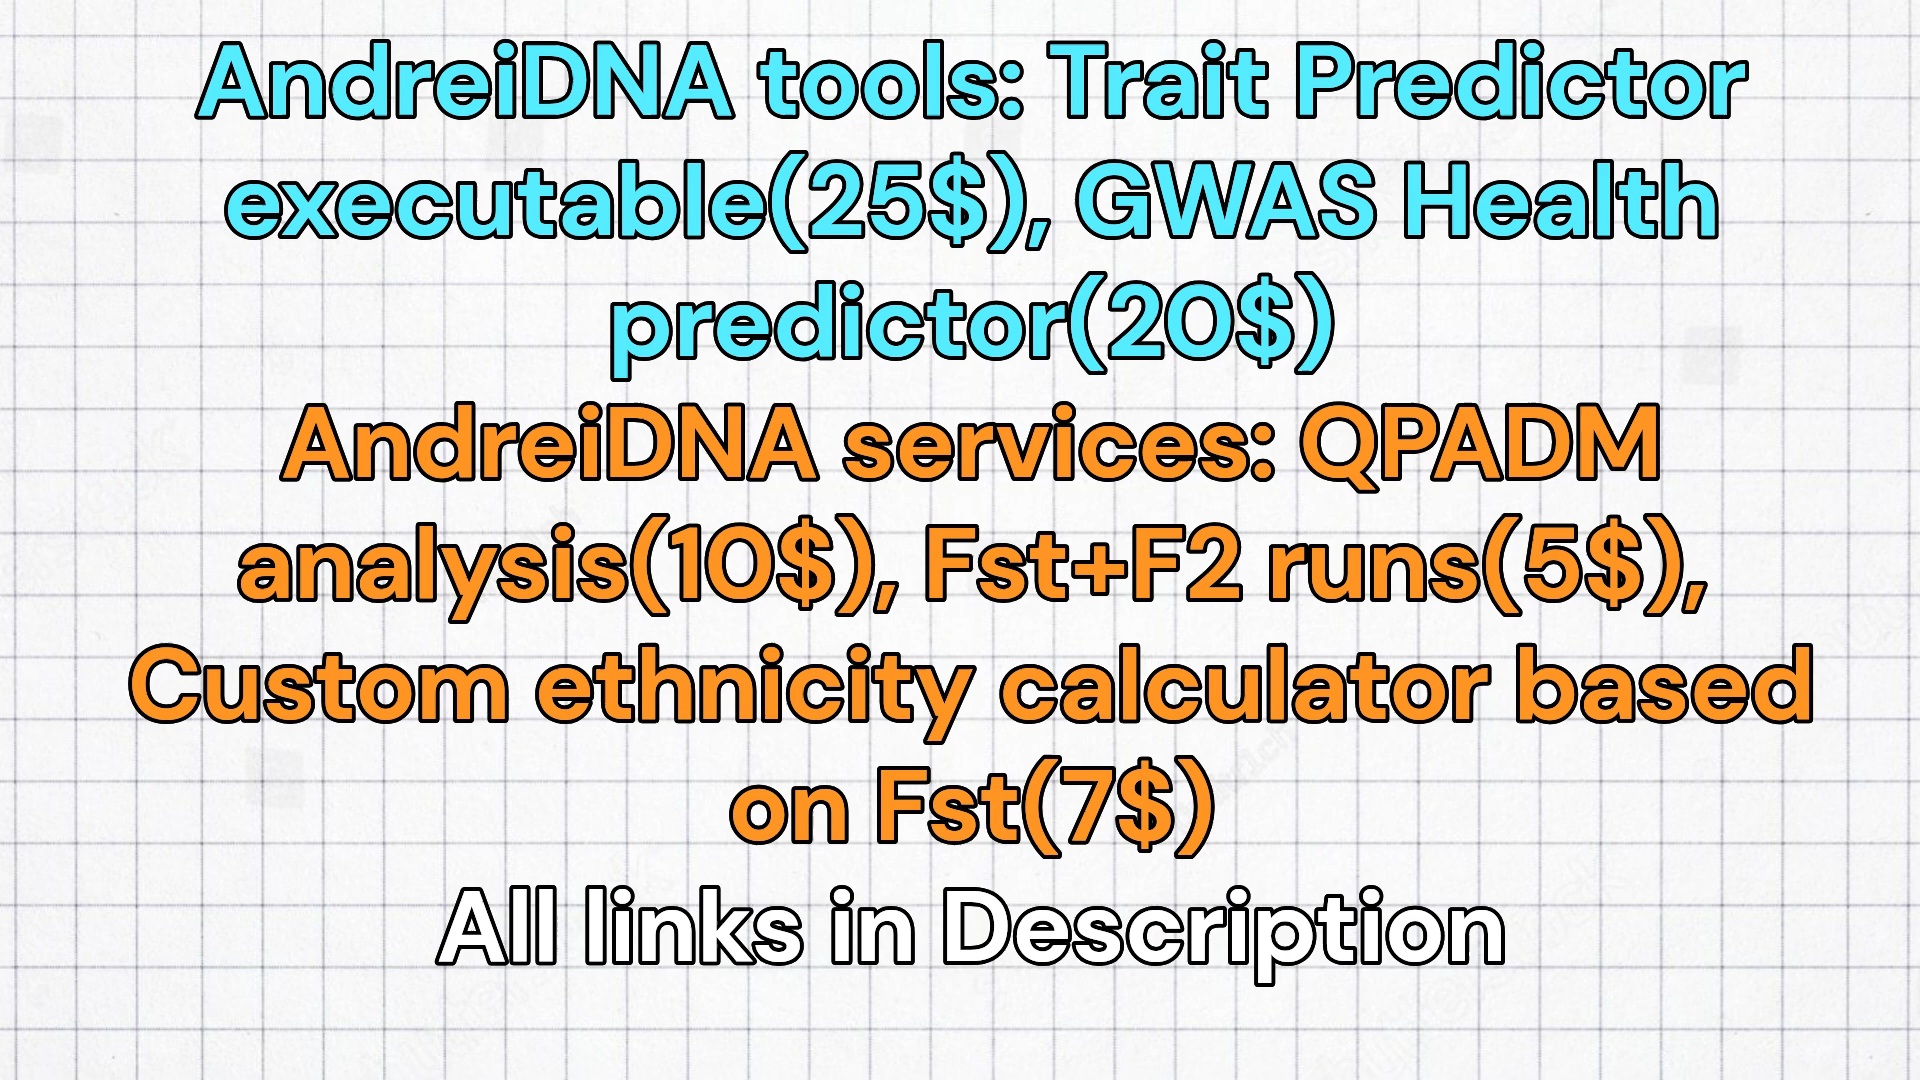 AndreiDNA tools: Trait Predictor
executable(25$), GWAS Health
predictor(20$)
AndreiDNA services: QPADM
analysis(10$), Fst+F2 runs(5$),
Custom ethnicity calculator based
on Fst(7$)
All links in Description